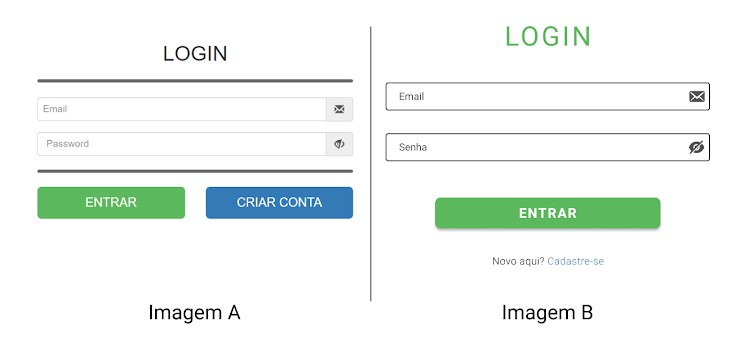 LOGIN
Email
Password
ENTRAR
CRIAR CONTA
Imagem A
LOGIN
Email
Senha
ENTRAR
Novo aqui? Cadastre-se
Imagem B